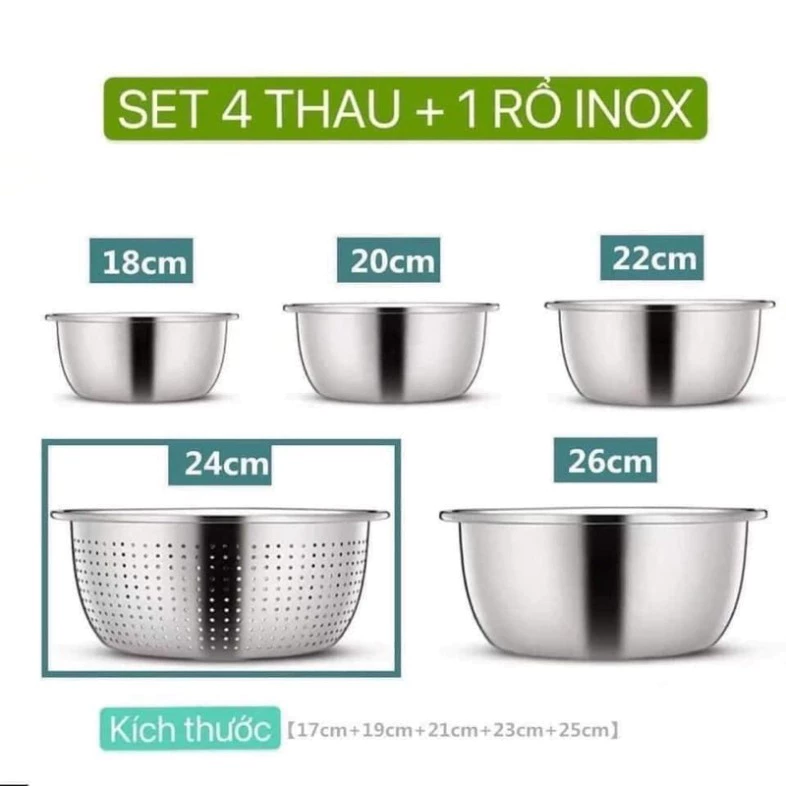 SET 4 THAU + 1 RỔ INOX
18cm
20cm
22cm
24cm
26cm
Kích thước【17cm+19cm+21cm+23cm+25cm】